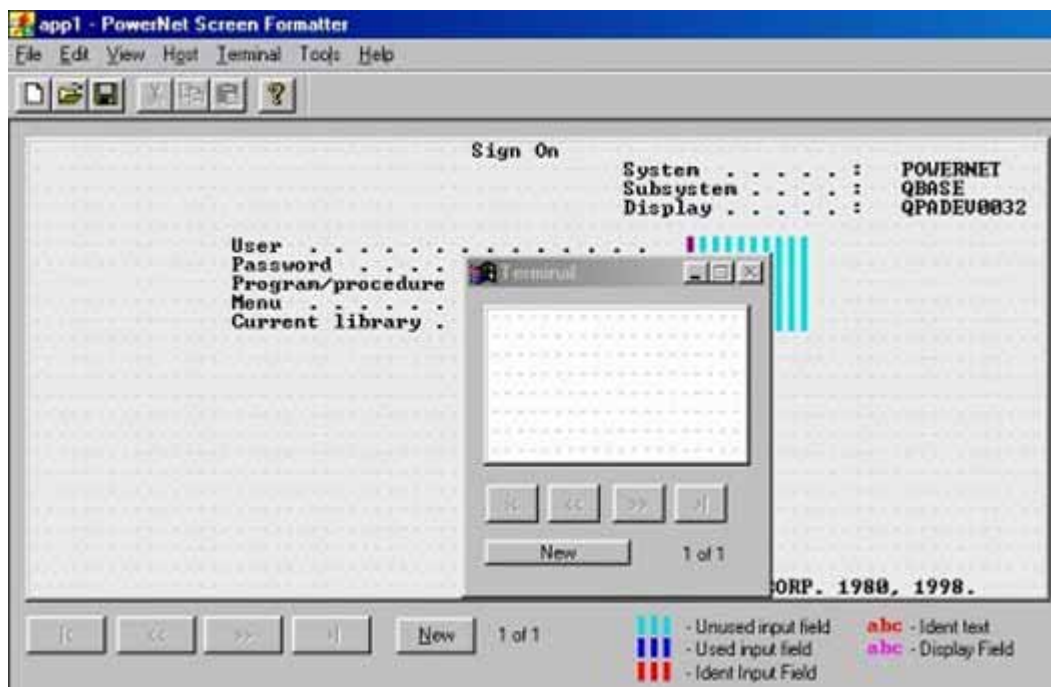 app1 - PowerNet Screen Formatter
File Edit View Host Terminal Tools Help
Sign On
System . . . . . : POWERNET
Subsystem . . . . : QBASE
Display . . . . . : QPADEV0032
User . . . . . . . . . . . . . .
Password . . . .
Program/procedure
Menu . . . . . .
Current library .
Terminal
|< << >> >|
New 1 of 1
CORP. 1980, 1998.
|< << >> >| New 1 of 1
- Unused input field abc - Ident text
- Used input field abc - Display Field
- Ident Input Field